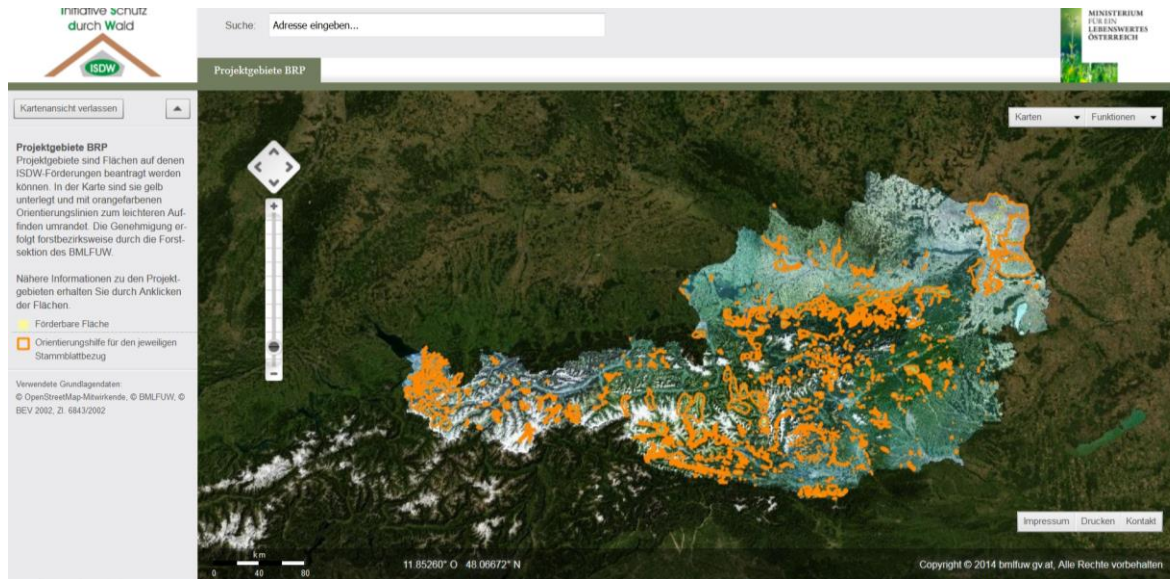 Initiative Schutz
durch Wald
ISDW
Suche: Adresse eingeben...
MINISTERIUM
FÜR EIN
LEBENSWERTES
ÖSTERREICH
Projektgebiete BRP
Kartenansicht verlassen
Karten Funktionen
Projektgebiete BRP
Projektgebiete sind Flächen auf denen
ISDW-Förderungen beantragt werden
können. In der Karte sind sie gelb
unterlegt und mit orangefarbenen
Orientierungslinien zum leichteren Auf-
finden umrandet. Die Genehmigung er-
folgt forstbezirksweise durch die Forst-
sektion des BMLFUW.
Nähere Informationen zu den Projekt-
gebieten erhalten Sie durch Anklicken
der Flächen.
Förderbare Fläche
Orientierungshilfe für den jeweiligen
Stammblattbezug
Verwendete Grundlagendaten:
© OpenStreetMap-Mitwirkende, © BMLFUW, ©
BEV 2002, Zl. 6843/2002
+
−
Impressum Drucken Kontakt
km
0 40 80
11.85260° O 48.06672° N
Copyright © 2014 bmlfuw.gv.at, Alle Rechte vorbehalten